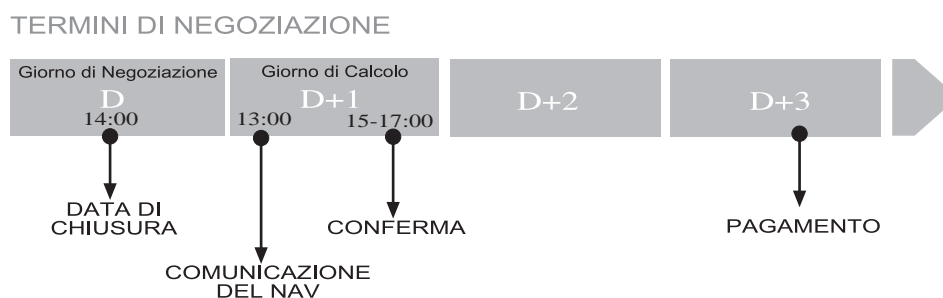 TERMINI DI NEGOZIAZIONE
Giorno di Negoziazione
D
14:00
Giorno di Calcolo
D+1
13:00 15-17:00
D+2
D+3
DATA DI
CHIUSURA
COMUNICAZIONE
DEL NAV
CONFERMA
PAGAMENTO